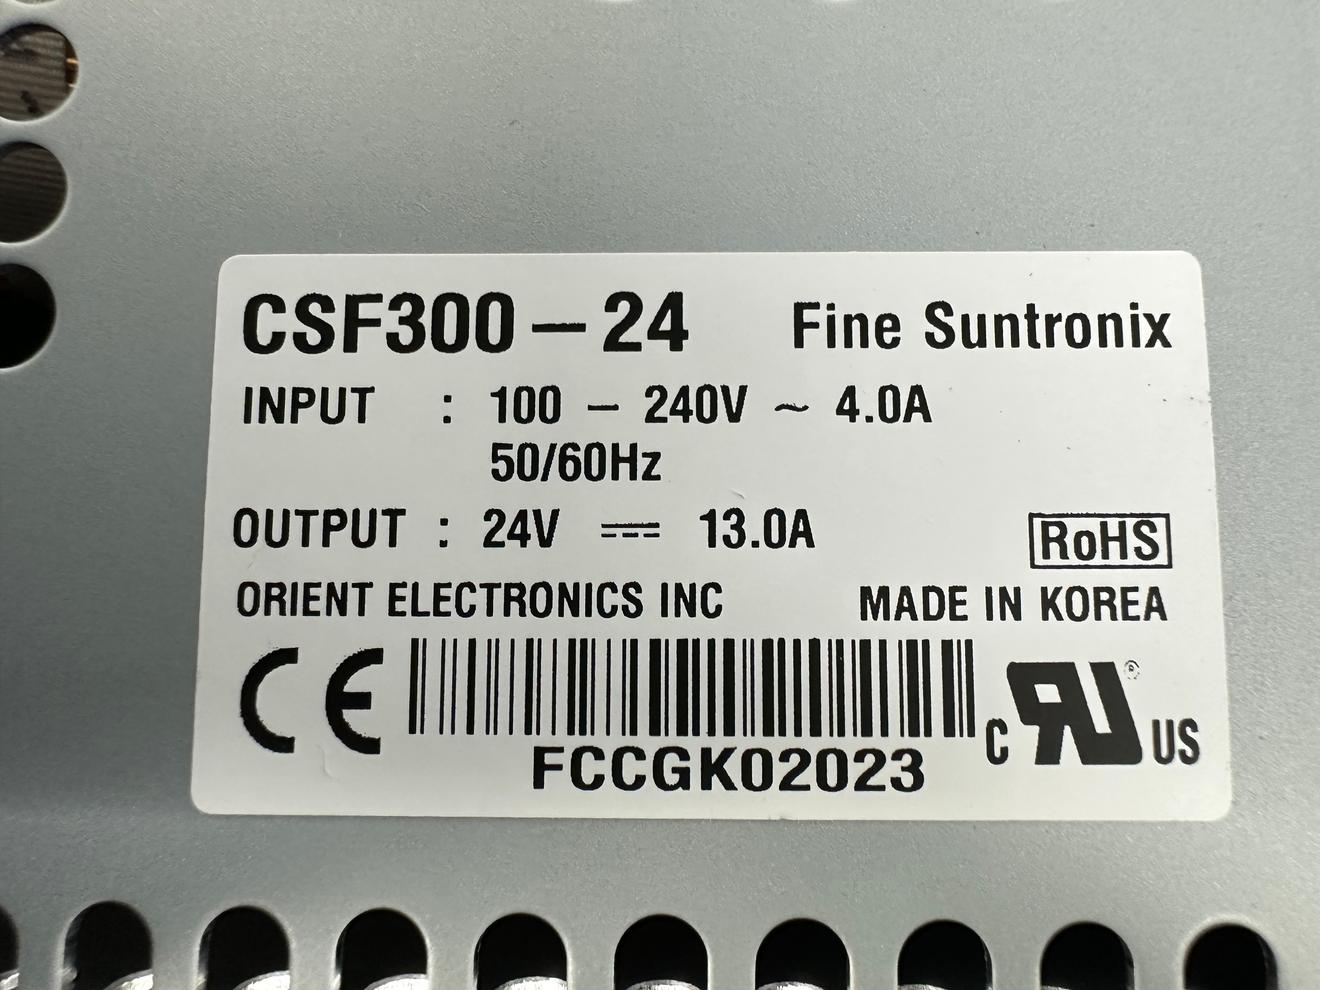 CSF300-24 Fine Suntronix
INPUT : 100 - 240V ~ 4.0A
50/60Hz
OUTPUT : 24V ⎓ 13.0A
RoHS
ORIENT ELECTRONICS INC MADE IN KOREA
CE
FCCGK02023
C RU ® US